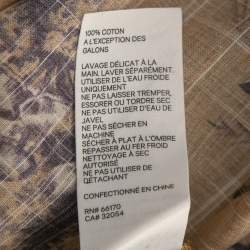 100% COTON
A L'EXCEPTION DES
GALONS
LAVAGE DÉLICAT À LA
MAIN. LAVER SÉPARÉMENT.
UTILISER DE L'EAU FROIDE
UNIQUEMENT
NE PAS LAISSER TREMPER,
ESSORER OU TORDRE SEC
NE PAS UTILISER D'EAU DE
JAVEL
NE PAS SÉCHER EN
MACHINE
SÉCHER À PLAT À L'OMBRE
REPASSER AU FER FROID
NETTOYAGE À SEC
AUTORISÉ
NE PAS UTILISER DE
DÉTACHANT
CONFECTIONNÉ EN CHINE
RN# 66170
CA# 32054